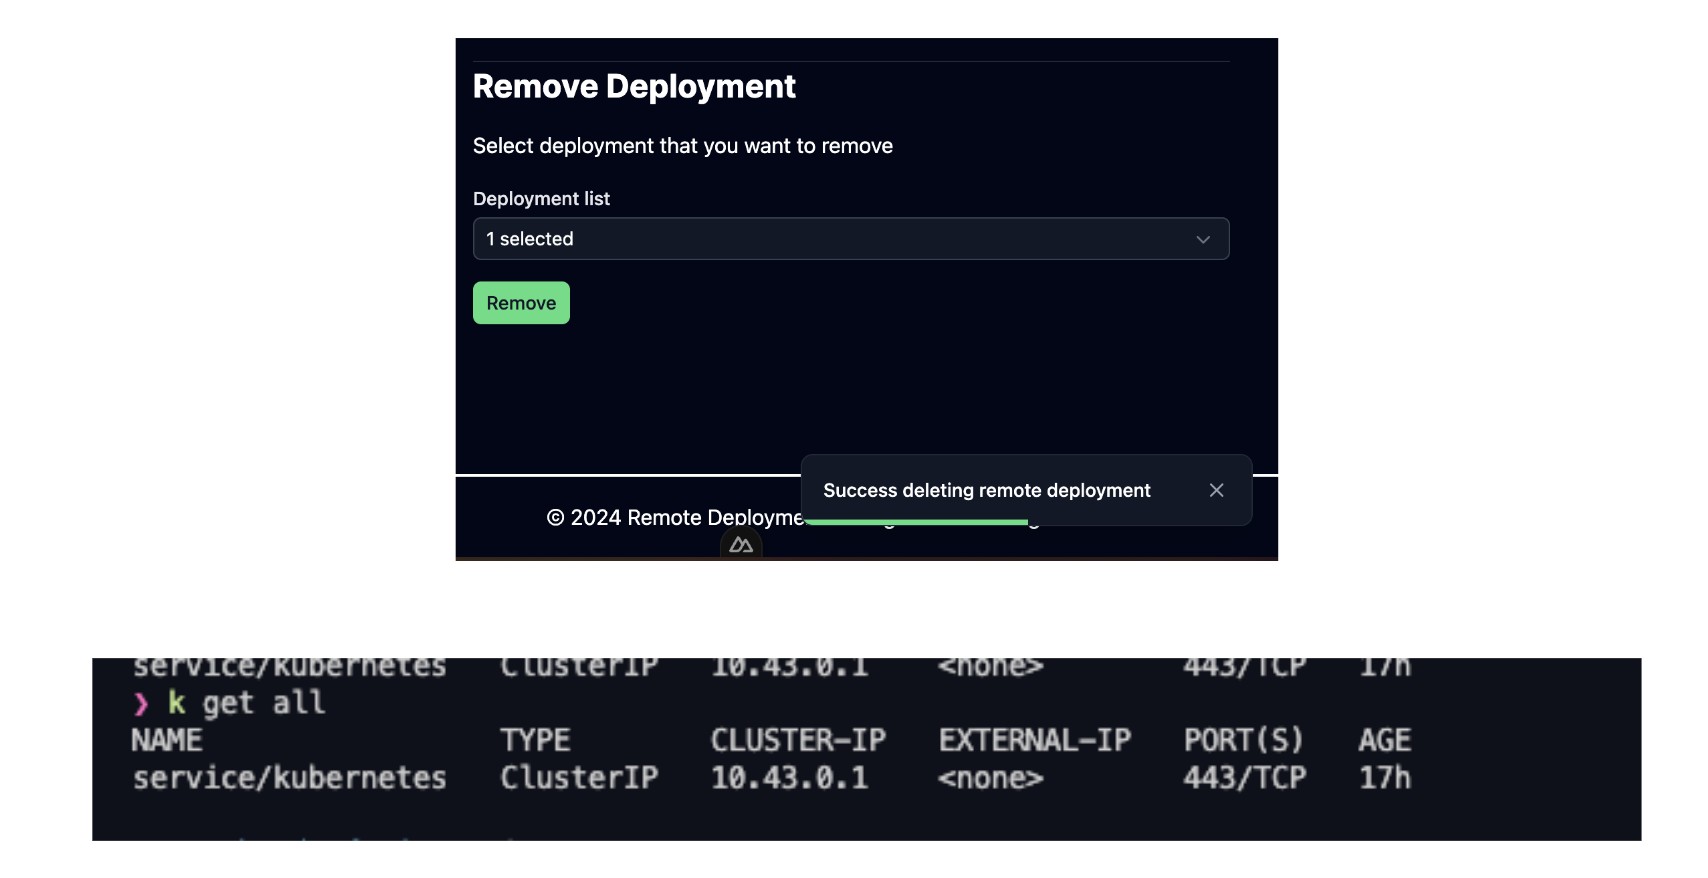 Remove Deployment
Select deployment that you want to remove
Deployment list
1 selected
Remove
Success deleting remote deployment
© 2024 Remote
service/kubernetes ClusterIP 10.43.0.1 <none> 443/TCP 17h
❯ k get all
NAME TYPE CLUSTER-IP EXTERNAL-IP PORT(S) AGE
service/kubernetes ClusterIP 10.43.0.1 <none> 443/TCP 17h